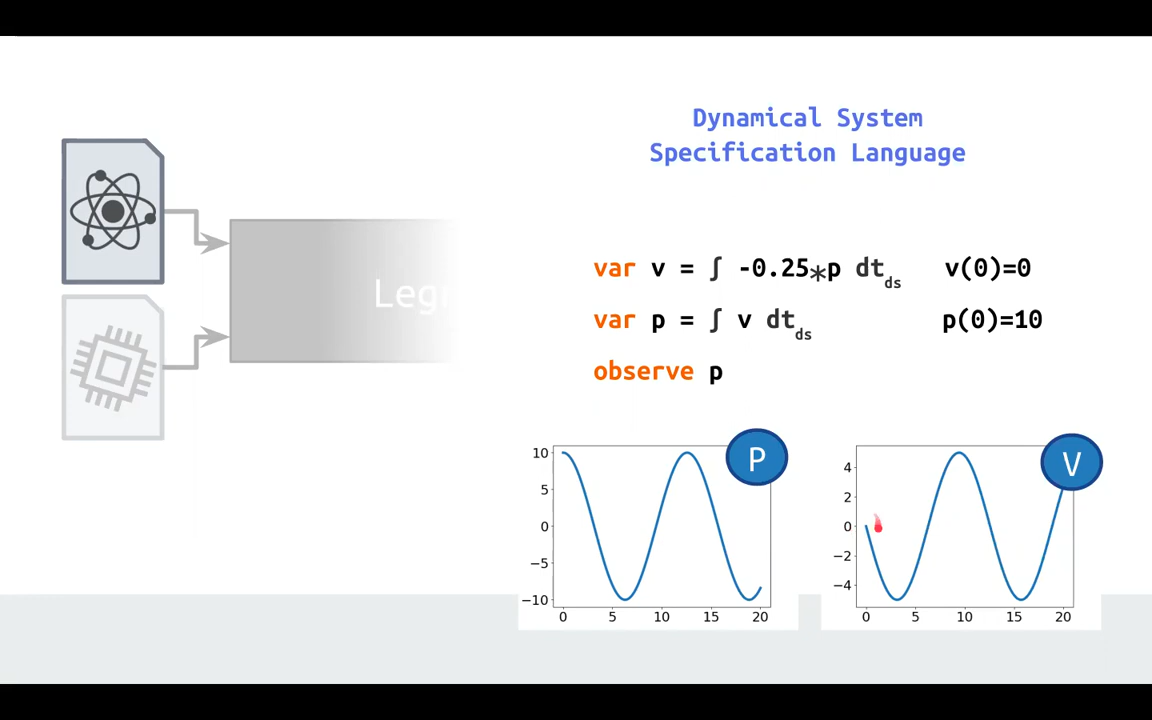 Dynamical System
Specification Language
var v = ∫ -0.25*p dt_ds v(0)=0
var p = ∫ v dt_ds p(0)=10
observe p
P
10
5
0
−5
−10
0 5 10 15 20
V
4
2
0
−2
−4
0 5 10 15 20